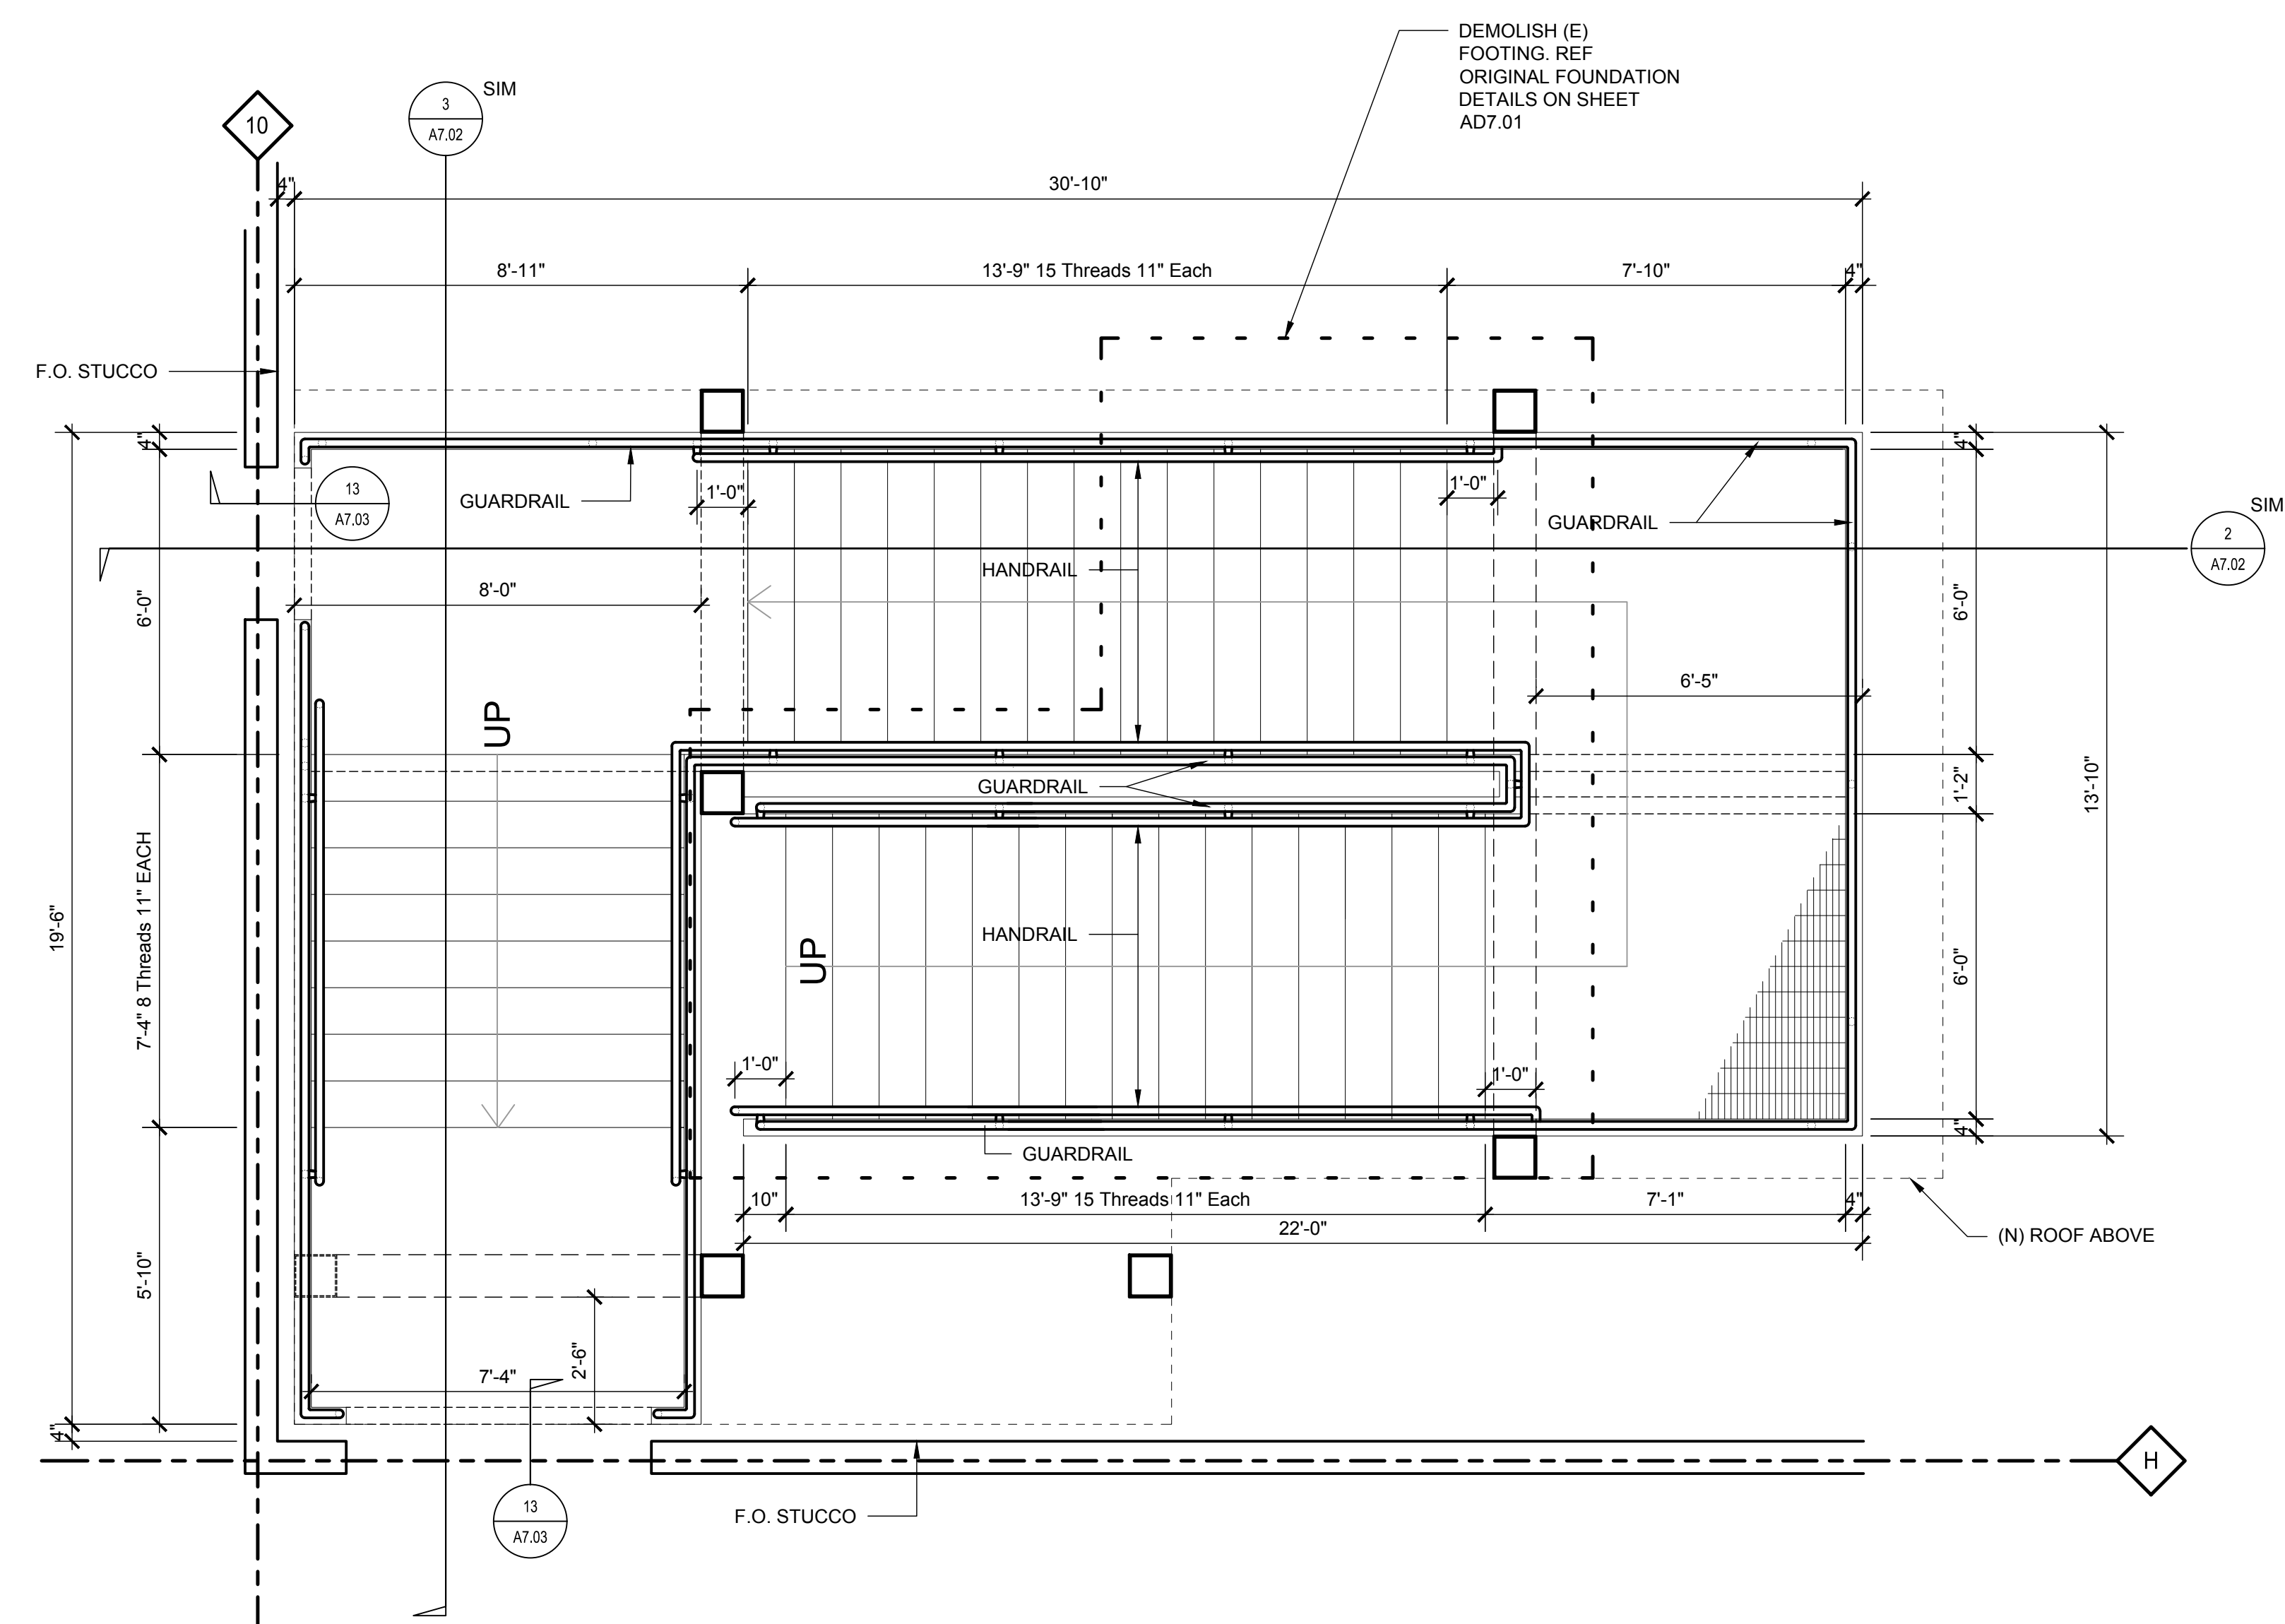 DEMOLISH (E)
FOOTING. REF
ORIGINAL FOUNDATION
DETAILS ON SHEET
AD7.01
3
A7.02
SIM
10
4"
30'-10"
8'-11"
13'-9" 15 Threads 11" Each
7'-10"
4"
F.O. STUCCO
4"
4"
13
A7.03
GUARDRAIL
1'-0"
1'-0"
GUARDRAIL
SIM
2
A7.02
HANDRAIL
8'-0"
6'-0"
6'-0"
6'-5"
UP
GUARDRAIL
1'-2"
13'-10"
7'-4" 8 Threads 11" EACH
19'-6"
HANDRAIL
UP
6'-0"
1'-0"
1'-0"
4"
GUARDRAIL
10"
13'-9" 15 Threads 11" Each
7'-1"
4"
22'-0"
(N) ROOF ABOVE
5'-10"
2'-6"
7'-4"
4"
H
13
A7.03
F.O. STUCCO